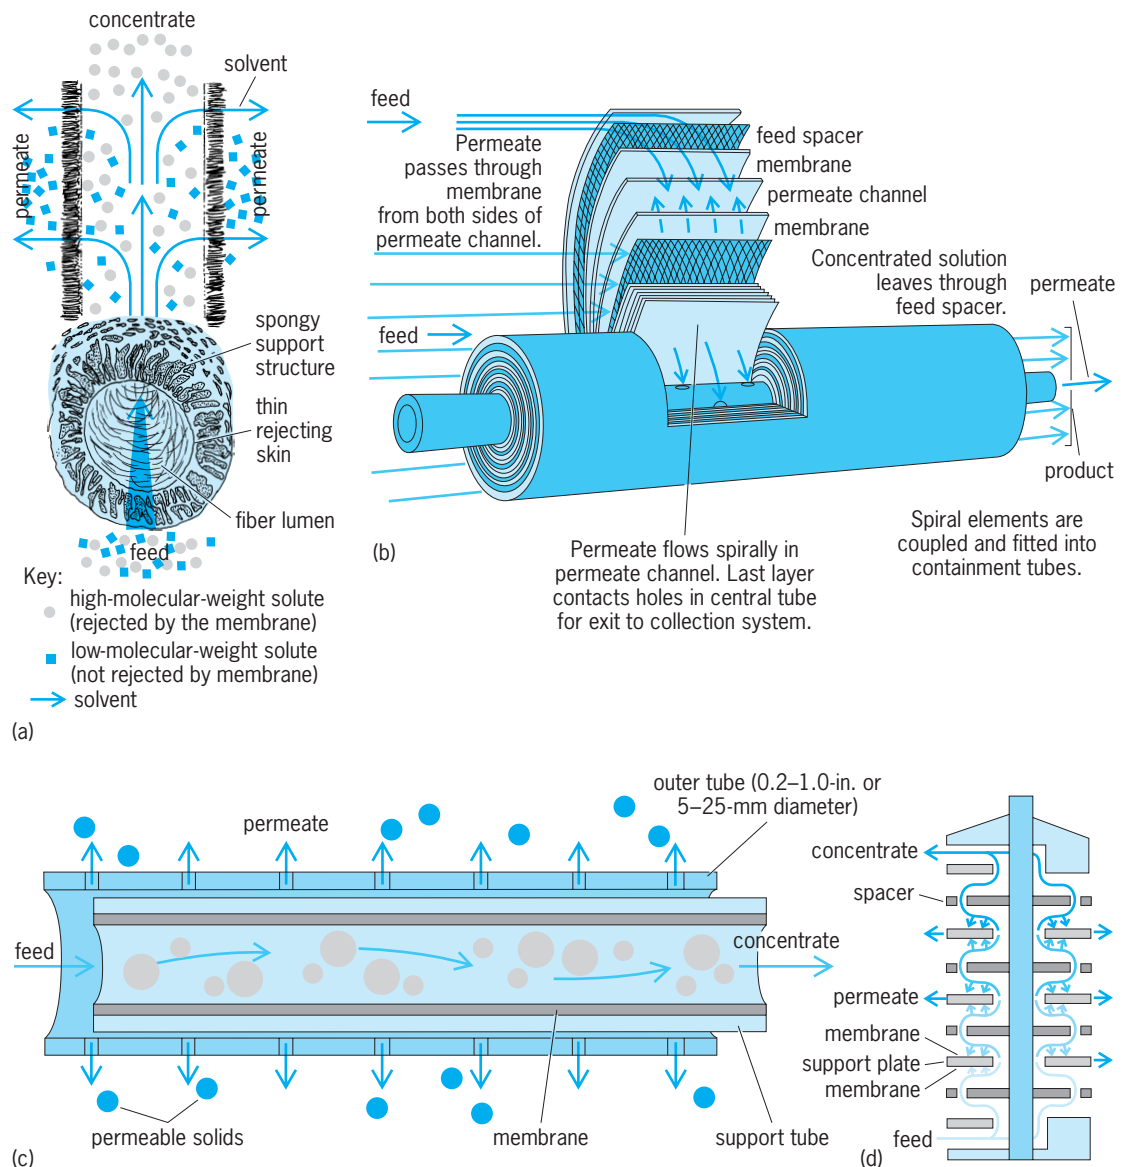 concentrate
solvent
permeate
permeate
spongy
support
structure
thin
rejecting
skin
fiber lumen
feed
Key:
high-molecular-weight solute
(rejected by the membrane)
low-molecular-weight solute
(not rejected by membrane)
solvent
(a)
feed
Permeate
passes through
membrane
from both sides of
permeate channel.
feed spacer
membrane
permeate channel
membrane
Concentrated solution
leaves through
feed spacer.
permeate
feed
product
Permeate flows spirally in
permeate channel. Last layer
contacts holes in central tube
for exit to collection system.
Spiral elements are
coupled and fitted into
containment tubes.
(b)
outer tube (0.2–1.0-in. or
5–25-mm diameter)
permeate
feed
concentrate
permeable solids
membrane
support tube
(c)
concentrate
spacer
permeate
membrane
support plate
membrane
feed
(d)